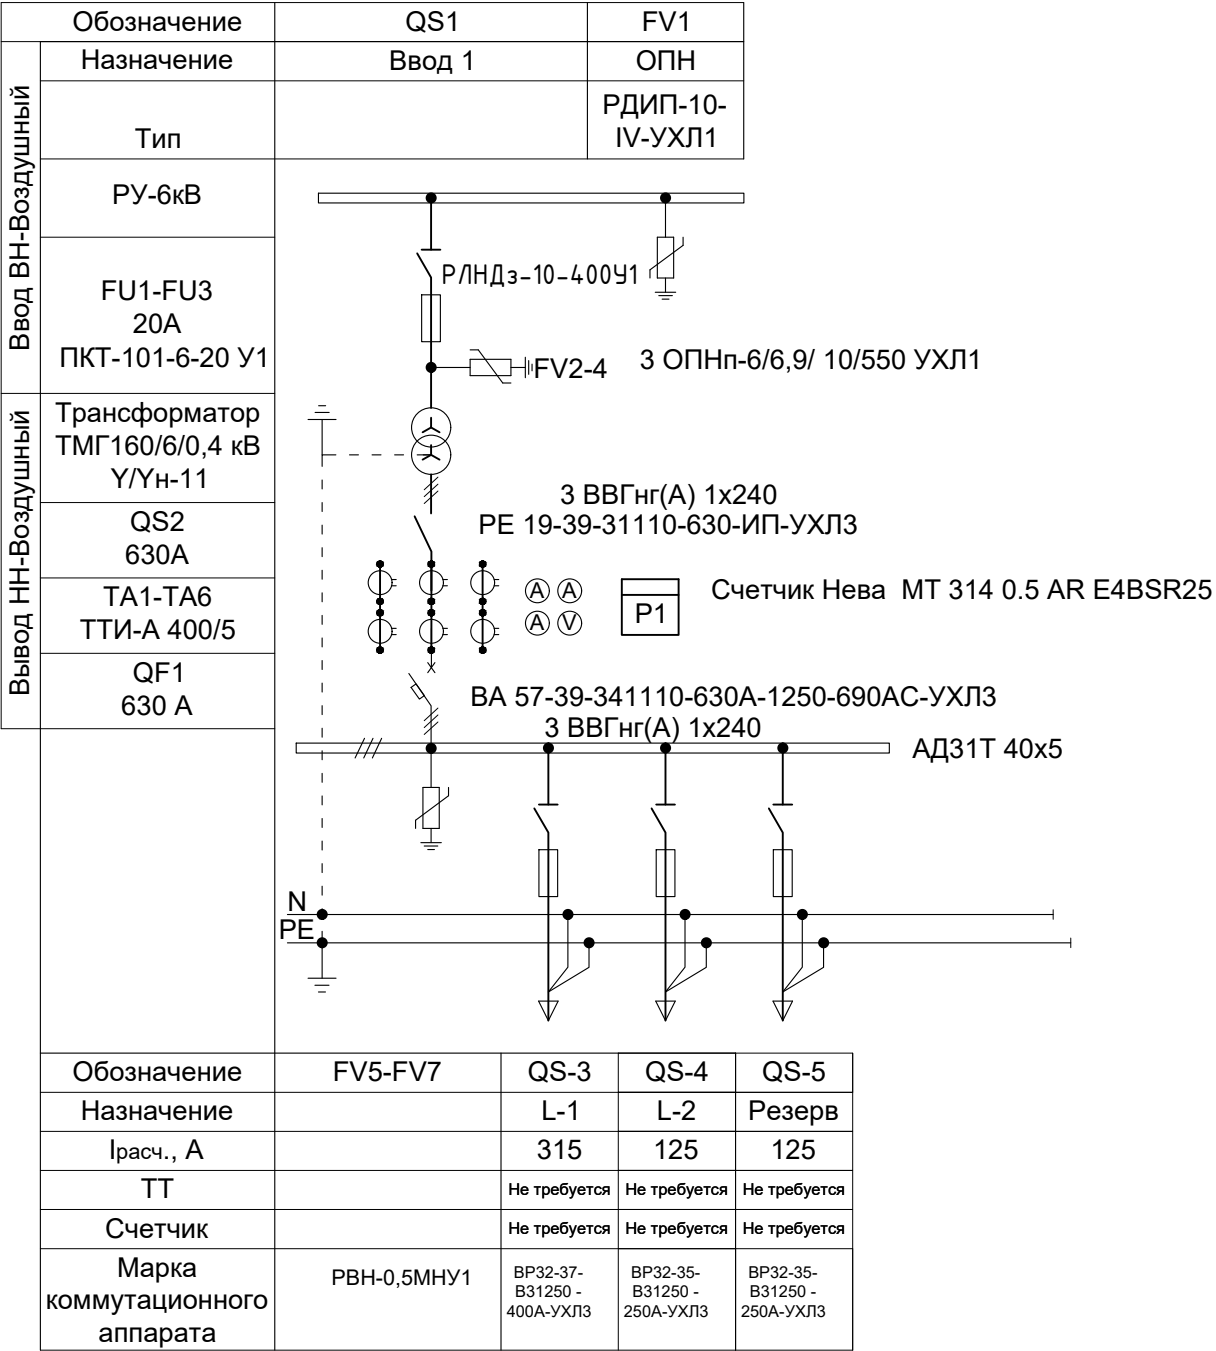 Обозначение QS1 FV1
Назначение Ввод 1 ОПН
Тип РДИП-10-
IV-УХЛ1
Ввод ВН-Воздушный
РУ-6кВ
FU1-FU3
20А
ПКТ-101-6-20 У1
РЛНДз-10-400У1
FV2-4 3 ОПНп-6/6,9/ 10/550 УХЛ1
Вывод НН-Воздушный
Трансформатор
ТМГ160/6/0,4 кВ
Y/Yн-11
QS2
630А
3 ВВГнг(А) 1х240
РЕ 19-39-31110-630-ИП-УХЛ3
ТА1-ТА6
ТТИ-А 400/5
A A
A V
P1
Счетчик Нева МТ 314 0.5 AR E4BSR25
QF1
630 А
ВА 57-39-341110-630А-1250-690АС-УХЛ3
3 ВВГнг(А) 1х240
АД31Т 40х5
N
PE
Обозначение FV5-FV7 QS-3 QS-4 QS-5
Назначение L-1 L-2 Резерв
Iрасч., А 315 125 125
ТТ Не требуется Не требуется Не требуется
Счетчик Не требуется Не требуется Не требуется
Марка
коммутационного
аппарата
РВН-0,5МНУ1
ВР32-37-
В31250 -
400А-УХЛ3
ВР32-35-
В31250 -
250А-УХЛ3
ВР32-35-
В31250 -
250А-УХЛ3